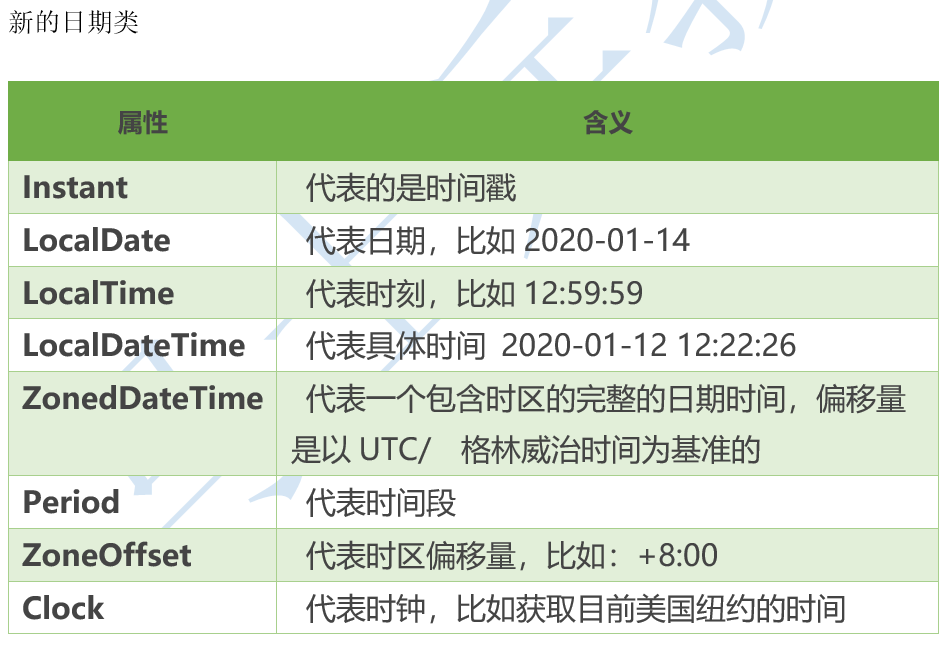 新的日期类
属性 含义
Instant 代表的是时间戳
LocalDate 代表日期，比如 2020-01-14
LocalTime 代表时刻，比如 12:59:59
LocalDateTime 代表具体时间 2020-01-12 12:22:26
ZonedDateTime 代表一个包含时区的完整的日期时间，偏移量
是以 UTC/ 格林威治时间为基准的
Period 代表时间段
ZoneOffset 代表时区偏移量，比如：+8:00
Clock 代表时钟，比如获取目前美国纽约的时间